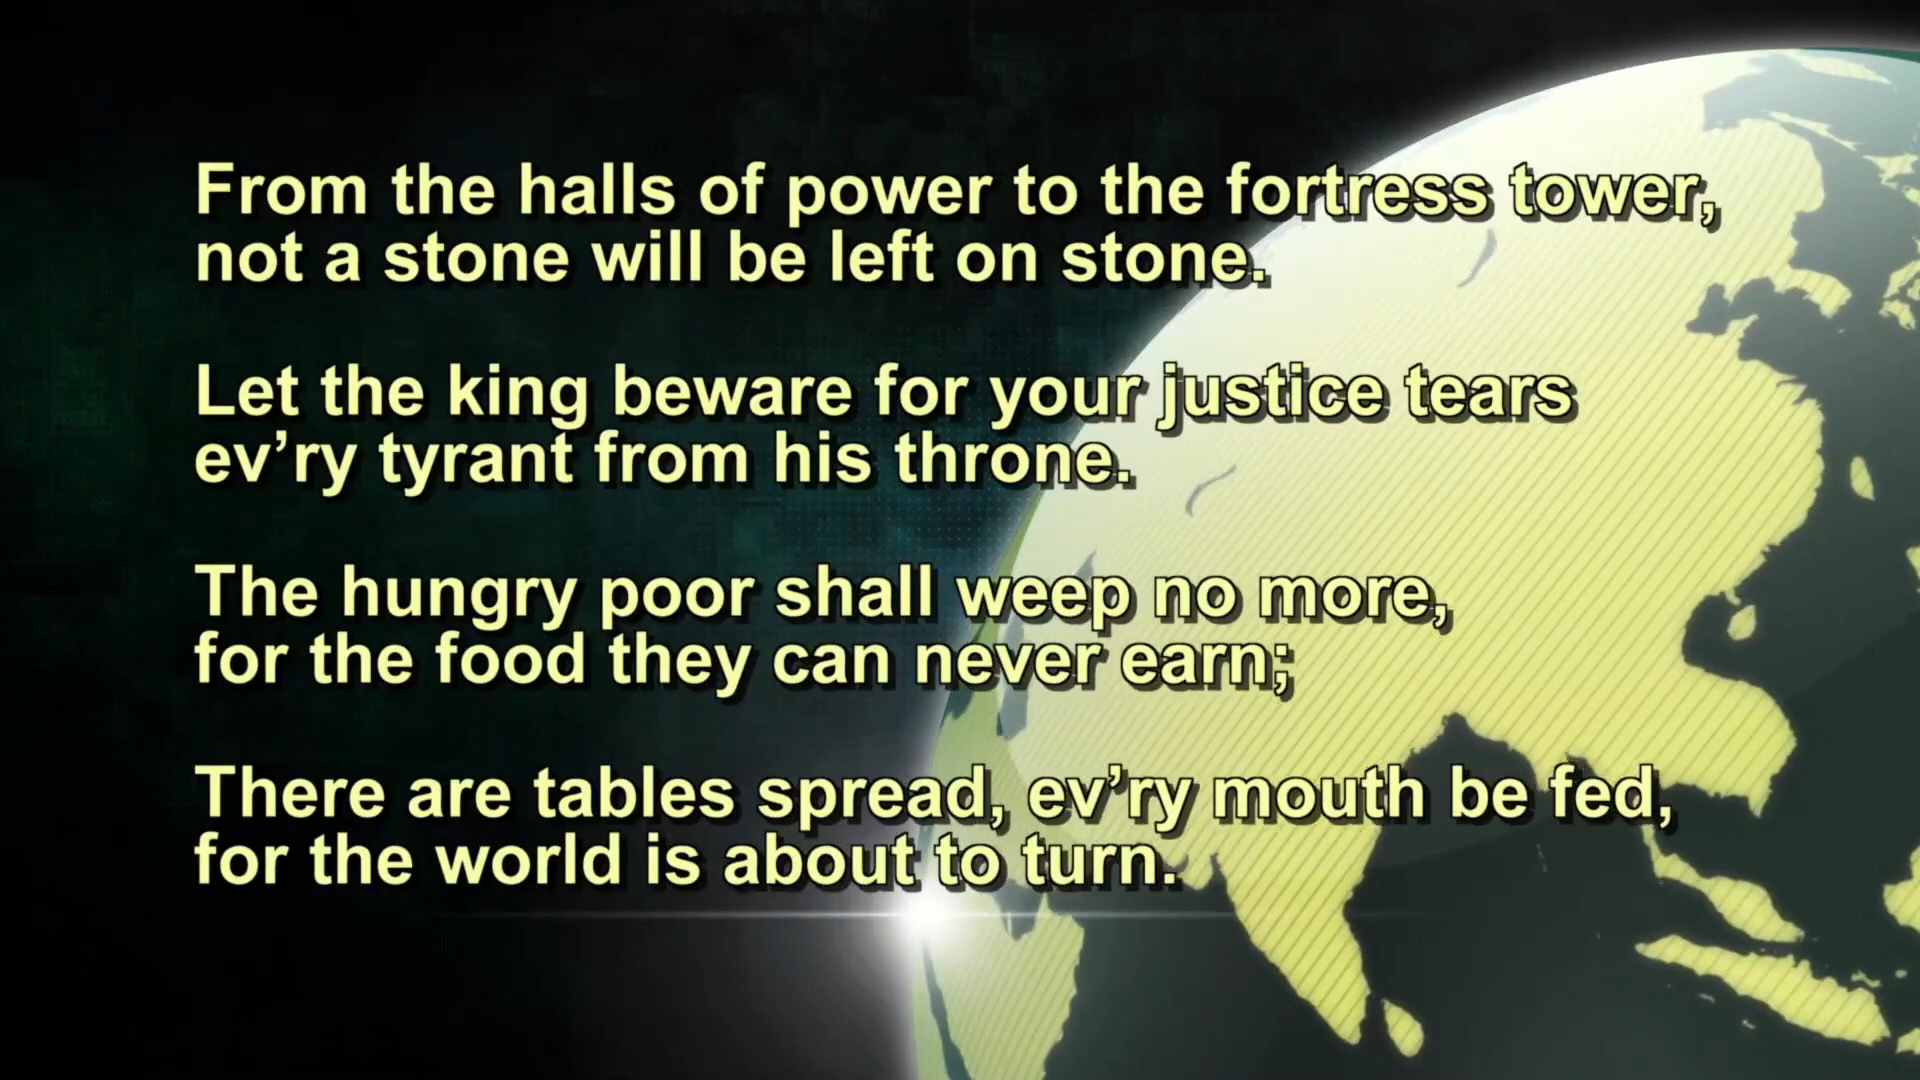 From the halls of power to the fortress tower,
not a stone will be left on stone.
Let the king beware for your justice tears
ev’ry tyrant from his throne.
The hungry poor shall weep no more,
for the food they can never earn;
There are tables spread, ev’ry mouth be fed,
for the world is about to turn.